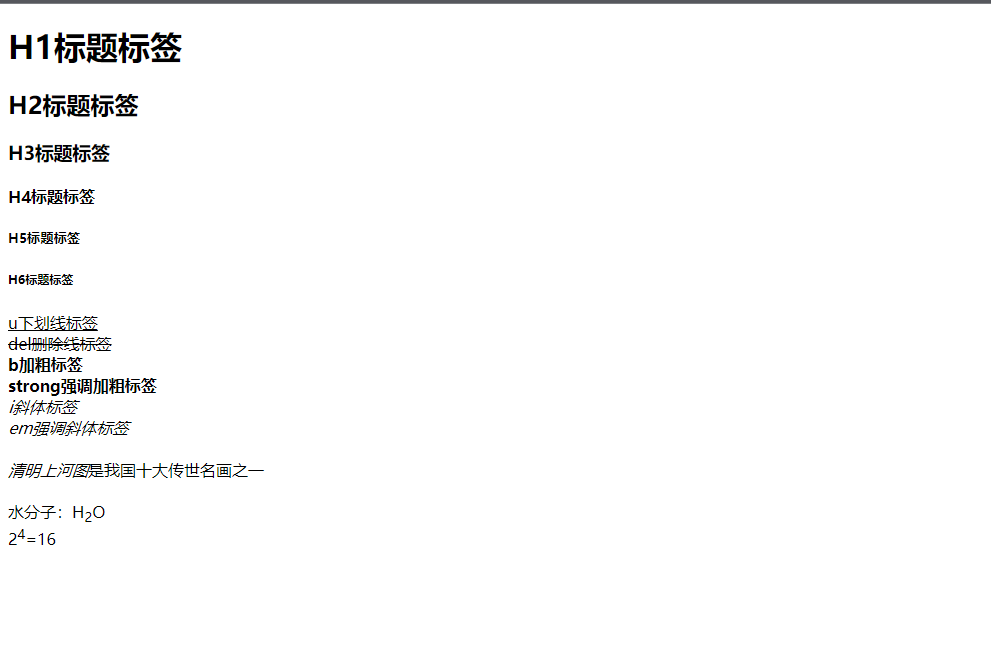 H1标题标签
H2标题标签
H3标题标签
H4标题标签
H5标题标签
H6标题标签
u下划线标签
del删除线标签
b加粗标签
strong强调加粗标签
i斜体标签
em强调斜体标签
清明上河图是我国十大传世名画之一
水分子：H₂O
2⁴=16